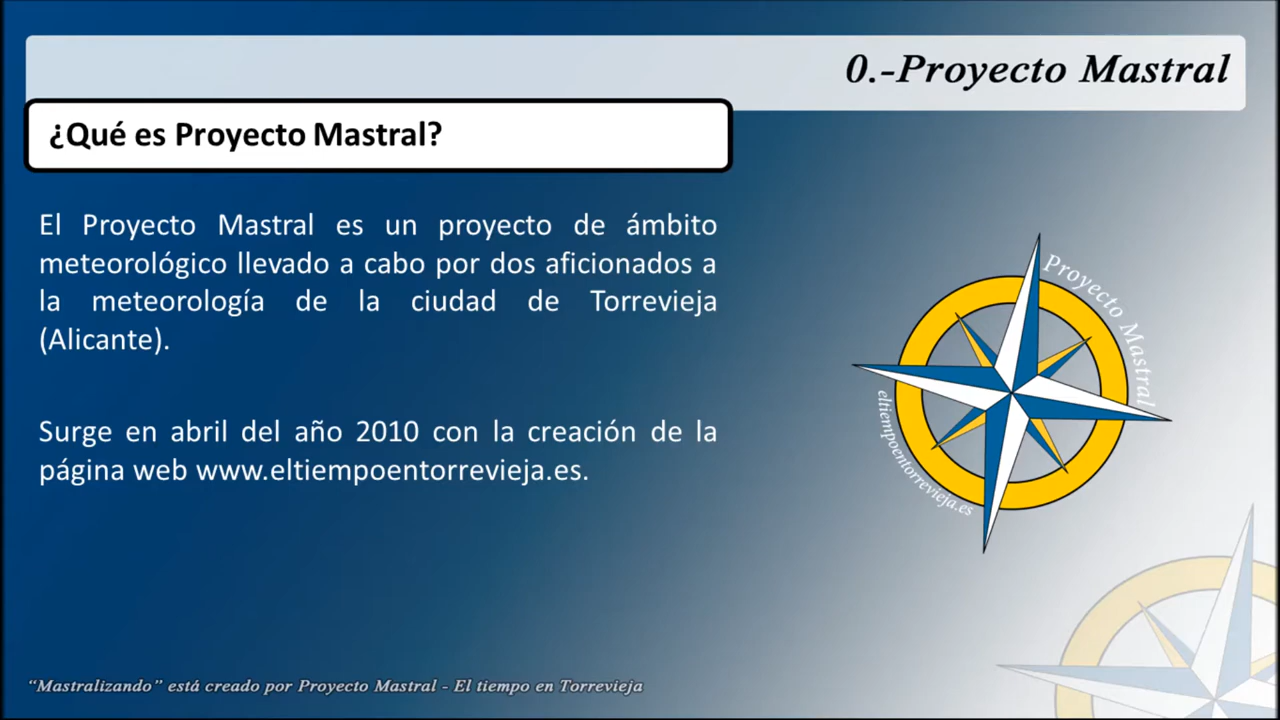 0.-Proyecto Mastral
¿Qué es Proyecto Mastral?
El Proyecto Mastral es un proyecto de ámbito
meteorológico llevado a cabo por dos aficionados a
la meteorología de la ciudad de Torrevieja
(Alicante).
Surge en abril del año 2010 con la creación de la
página web www.eltiempoentorrevieja.es.
Proyecto Mastral
eltiempoentorrevieja.es
“Mastralizando” está creado por Proyecto Mastral - El tiempo en Torrevieja